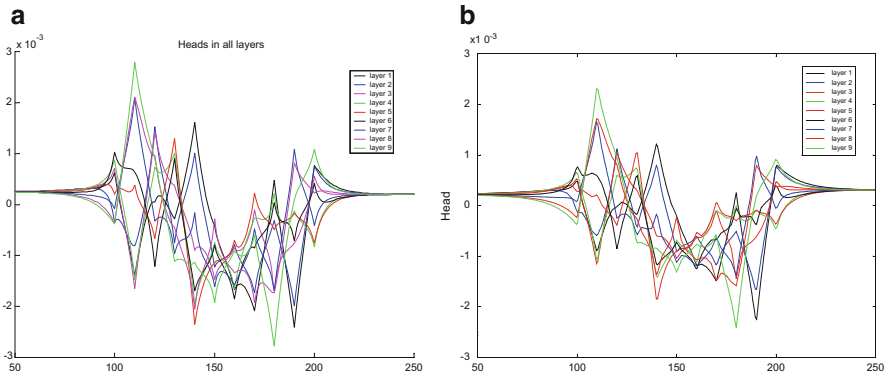 a
x 10⁻³
Heads in all layers
3
2
1
0
-1
-2
-3
50
100
150
200
250
layer 1
layer 2
layer 3
layer 4
layer 5
layer 6
layer 7
layer 8
layer 9
b
x1 0⁻³
Head
3
2
1
0
-1
-2
-3
50
100
150
200
250
layer 1
layer 2
layer 3
layer 4
layer 5
layer 6
layer 7
layer 8
layer 9